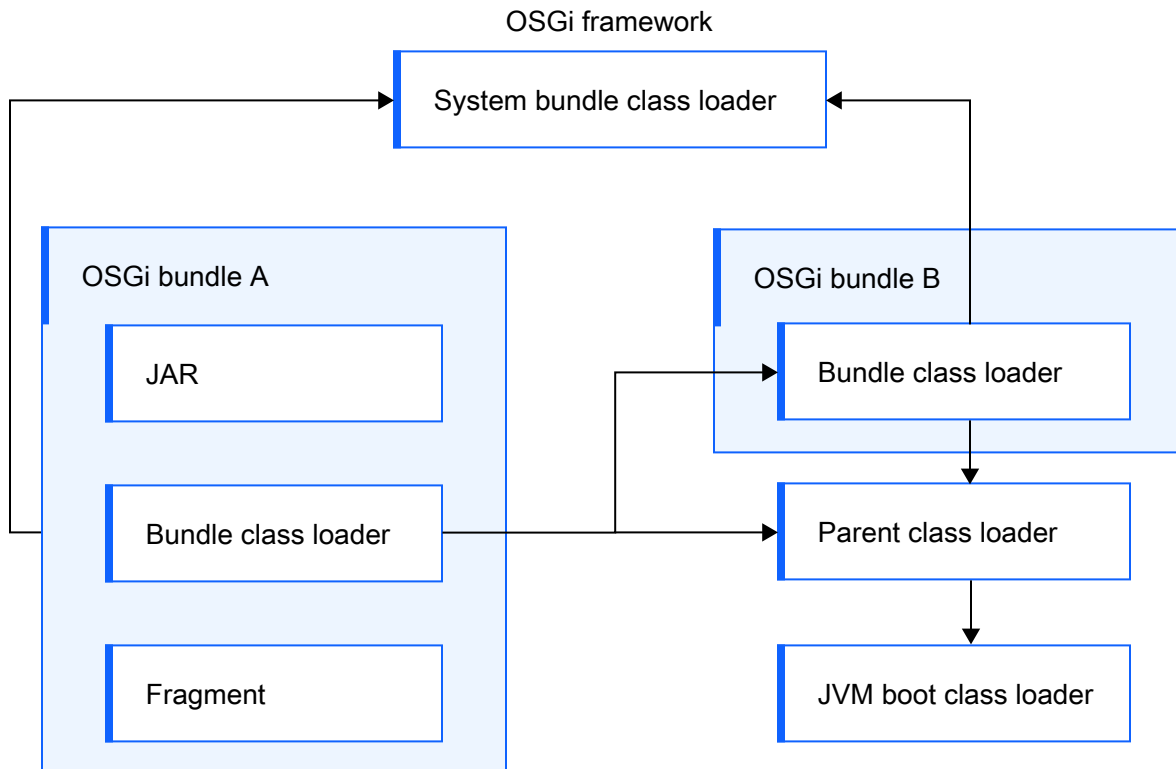 OSGi framework
System bundle class loader
OSGi bundle A
JAR
Bundle class loader
Fragment
OSGi bundle B
Bundle class loader
Parent class loader
JVM boot class loader